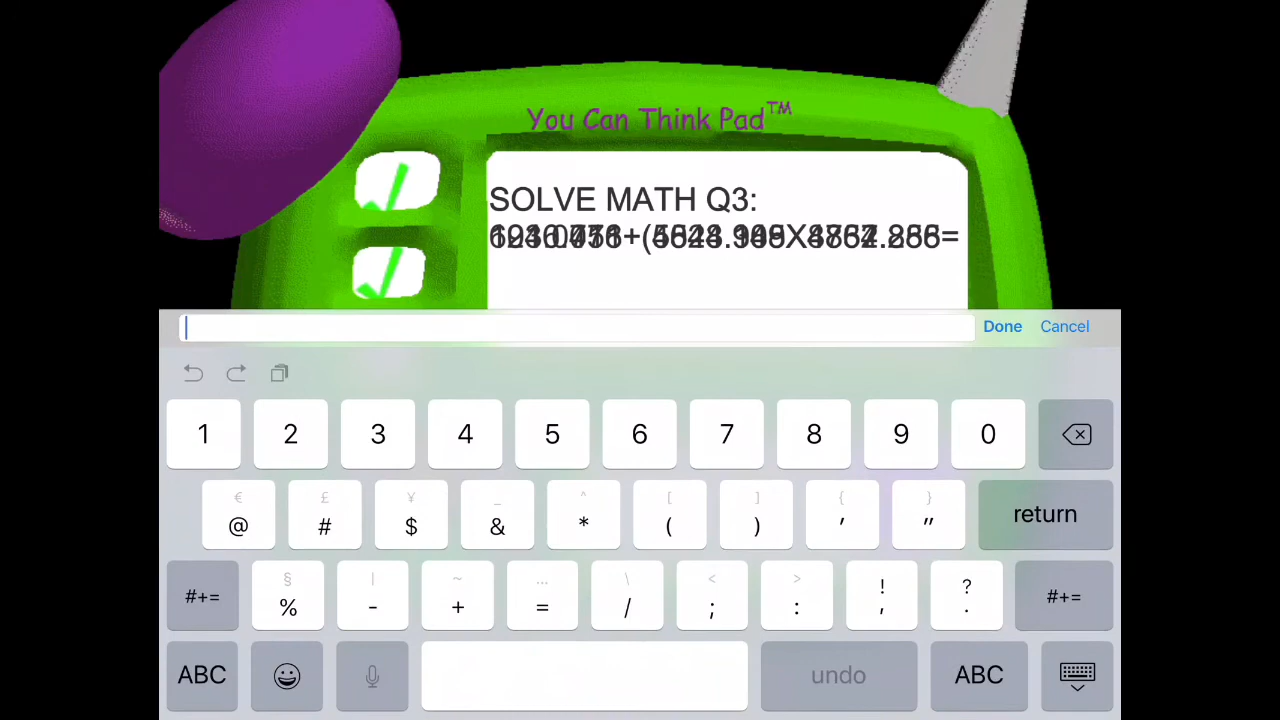 You Can Think Pad™
SOLVE MATH Q3:
Done Cancel
1 2 3 4 5 6 7 8 9 0
€ £ ¥ _ ^ [ ] { }
@ # $ & * ( ) ' " return
§ | ~ … \ < > ! ?
#+= % - + = / ; : , . #+=
ABC undo ABC